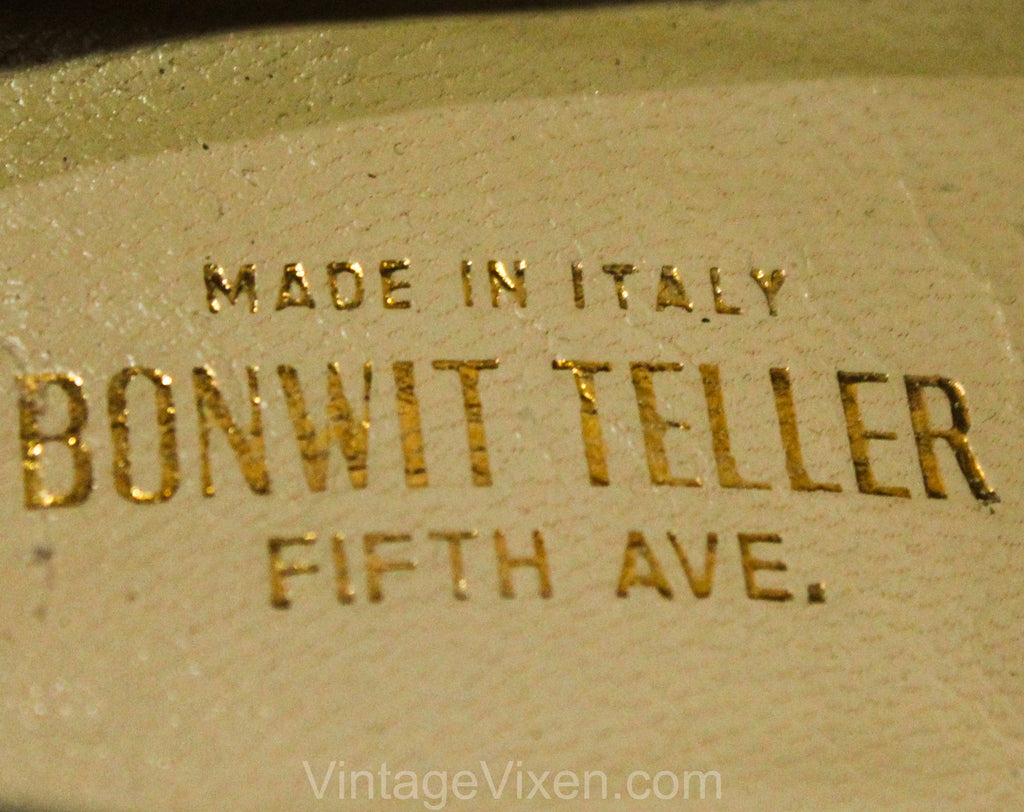 MADE IN ITALY
BONWIT TELLER
FIFTH AVE.
VintageVixen.com